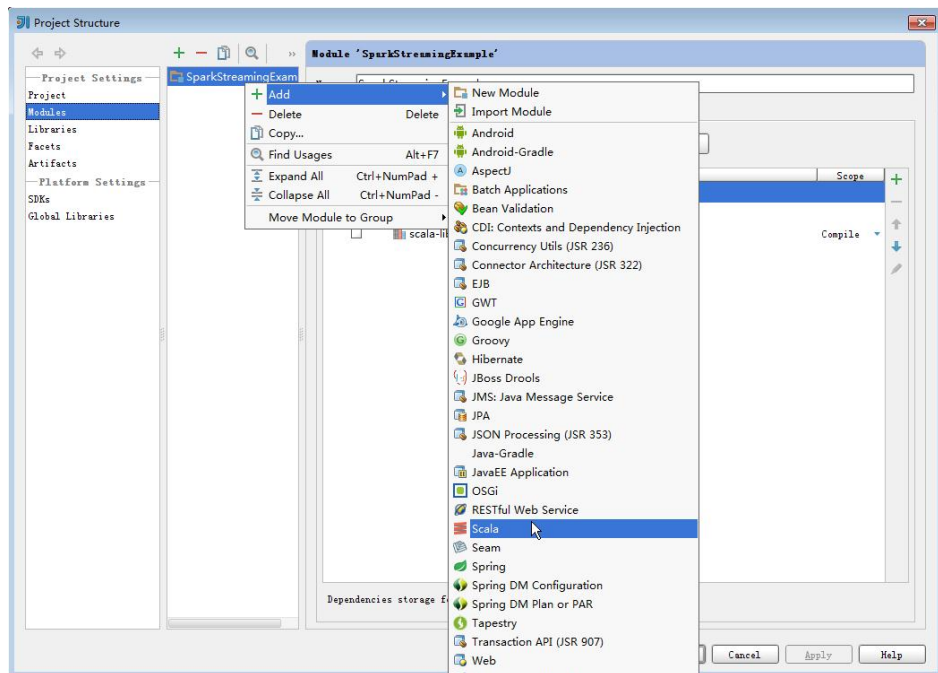 Project Structure
Project Settings
Project
Modules
Libraries
Facets
Artifacts
Platform Settings
SDKs
Global Libraries
SparkStreamingExam
Module 'SparkStreamingExample'
Add
Delete Delete
Copy...
Find Usages Alt+F7
Expand All Ctrl+NumPad +
Collapse All Ctrl+NumPad -
Move Module to Group
New Module
Import Module
Android
Android-Gradle
AspectJ
Batch Applications
Bean Validation
CDI: Contexts and Dependency Injection
Concurrency Utils (JSR 236)
Connector Architecture (JSR 322)
EJB
GWT
Google App Engine
Groovy
Hibernate
JBoss Drools
JMS: Java Message Service
JPA
JSON Processing (JSR 353)
Java-Gradle
JavaEE Application
OSGi
RESTful Web Service
Scala
Seam
Spring
Spring DM Configuration
Spring DM Plan or PAR
Tapestry
Transaction API (JSR 907)
Web
Scope
scala-lib
Compile
Dependencies storage f
Cancel
Apply
Help